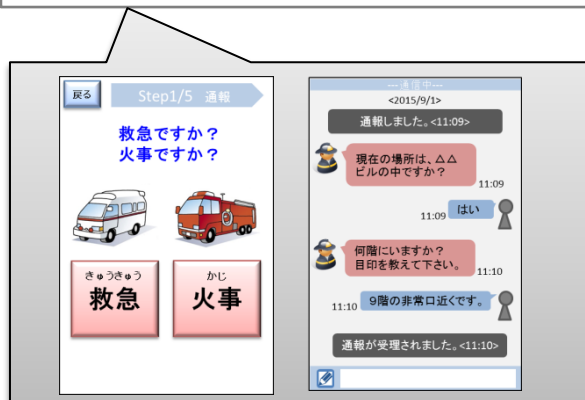 戻る
Step1/5 通報
救急ですか？
火事ですか？
きゅうきゅう
救急
かじ
火事
---通信中---
<2015/9/1>
通報しました。<11:09>
現在の場所は、△△
ビルの中ですか？
11:09
11:09
はい
何階にいますか？
目印を教えて下さい。
11:10
11:10
9階の非常口近くです。
通報が受理されました。<11:10>